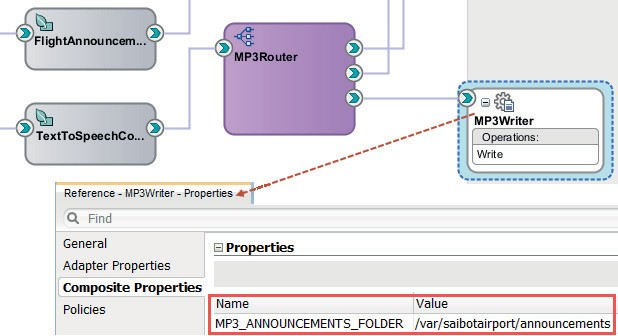 FlightAnnouncem...
MP3Router
TextToSpeechCo...
MP3Writer
Operations:
Write
Reference - MP3Writer - Properties
Find
General
Adapter Properties
Composite Properties
Policies
Properties
Name Value
MP3_ANNOUNCEMENTS_FOLDER /var/saibotairport/announcements